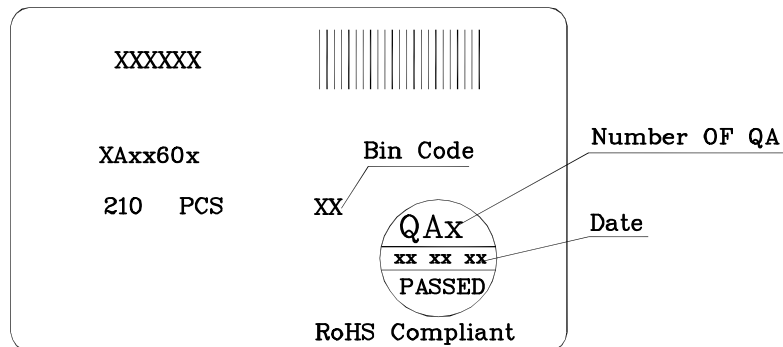 XXXXXX
XAxx60x
Bin Code
Number OF QA
210 PCS
XX
QAx
Date
xx xx xx
PASSED
RoHS Compliant